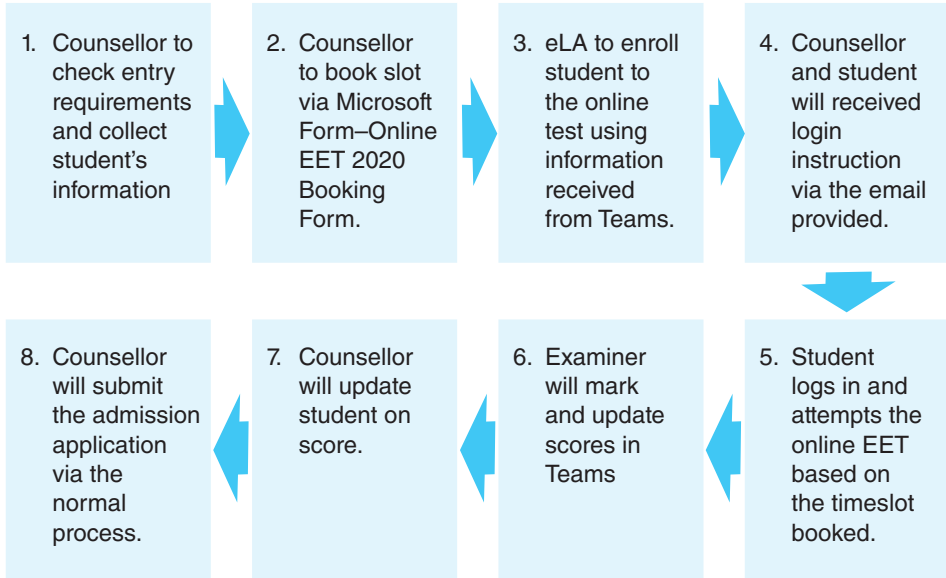 1. Counsellor to
check entry
requirements
and collect
student's
information
2. Counsellor
to book slot
via Microsoft
Form–Online
EET 2020
Booking
Form.
3. eLA to enroll
student to
the online
test using
information
received
from Teams.
4. Counsellor
and student
will received
login
instruction
via the email
provided.
5. Student
logs in and
attempts the
online EET
based on
the timeslot
booked.
6. Examiner
will mark
and update
scores in
Teams
7. Counsellor
will update
student on
score.
8. Counsellor
will submit
the admission
application
via the
normal
process.